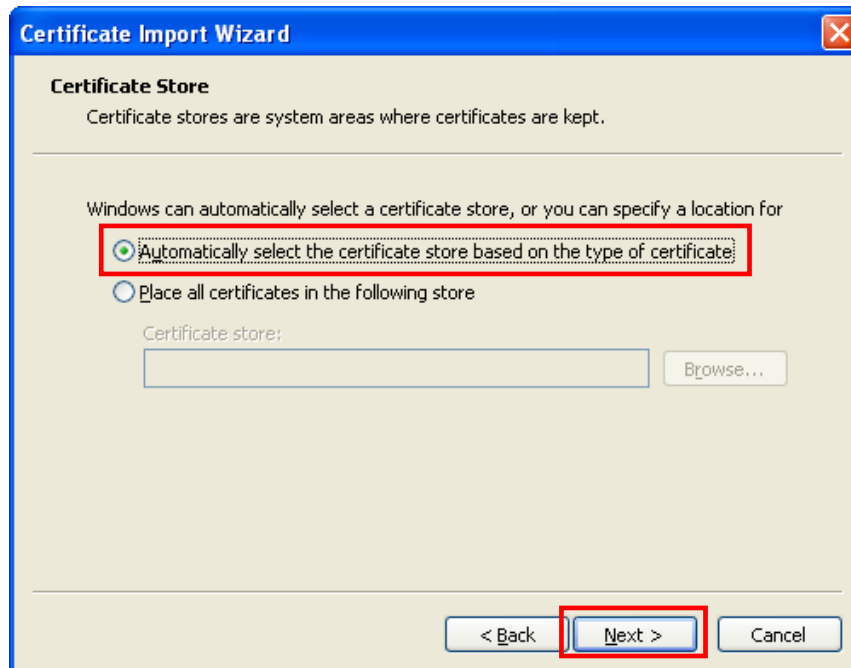 Certificate Import Wizard
Certificate Store
Certificate stores are system areas where certificates are kept.
Windows can automatically select a certificate store, or you can specify a location for
Automatically select the certificate store based on the type of certificate
Place all certificates in the following store
Certificate store:
Browse...
< Back
Next >
Cancel